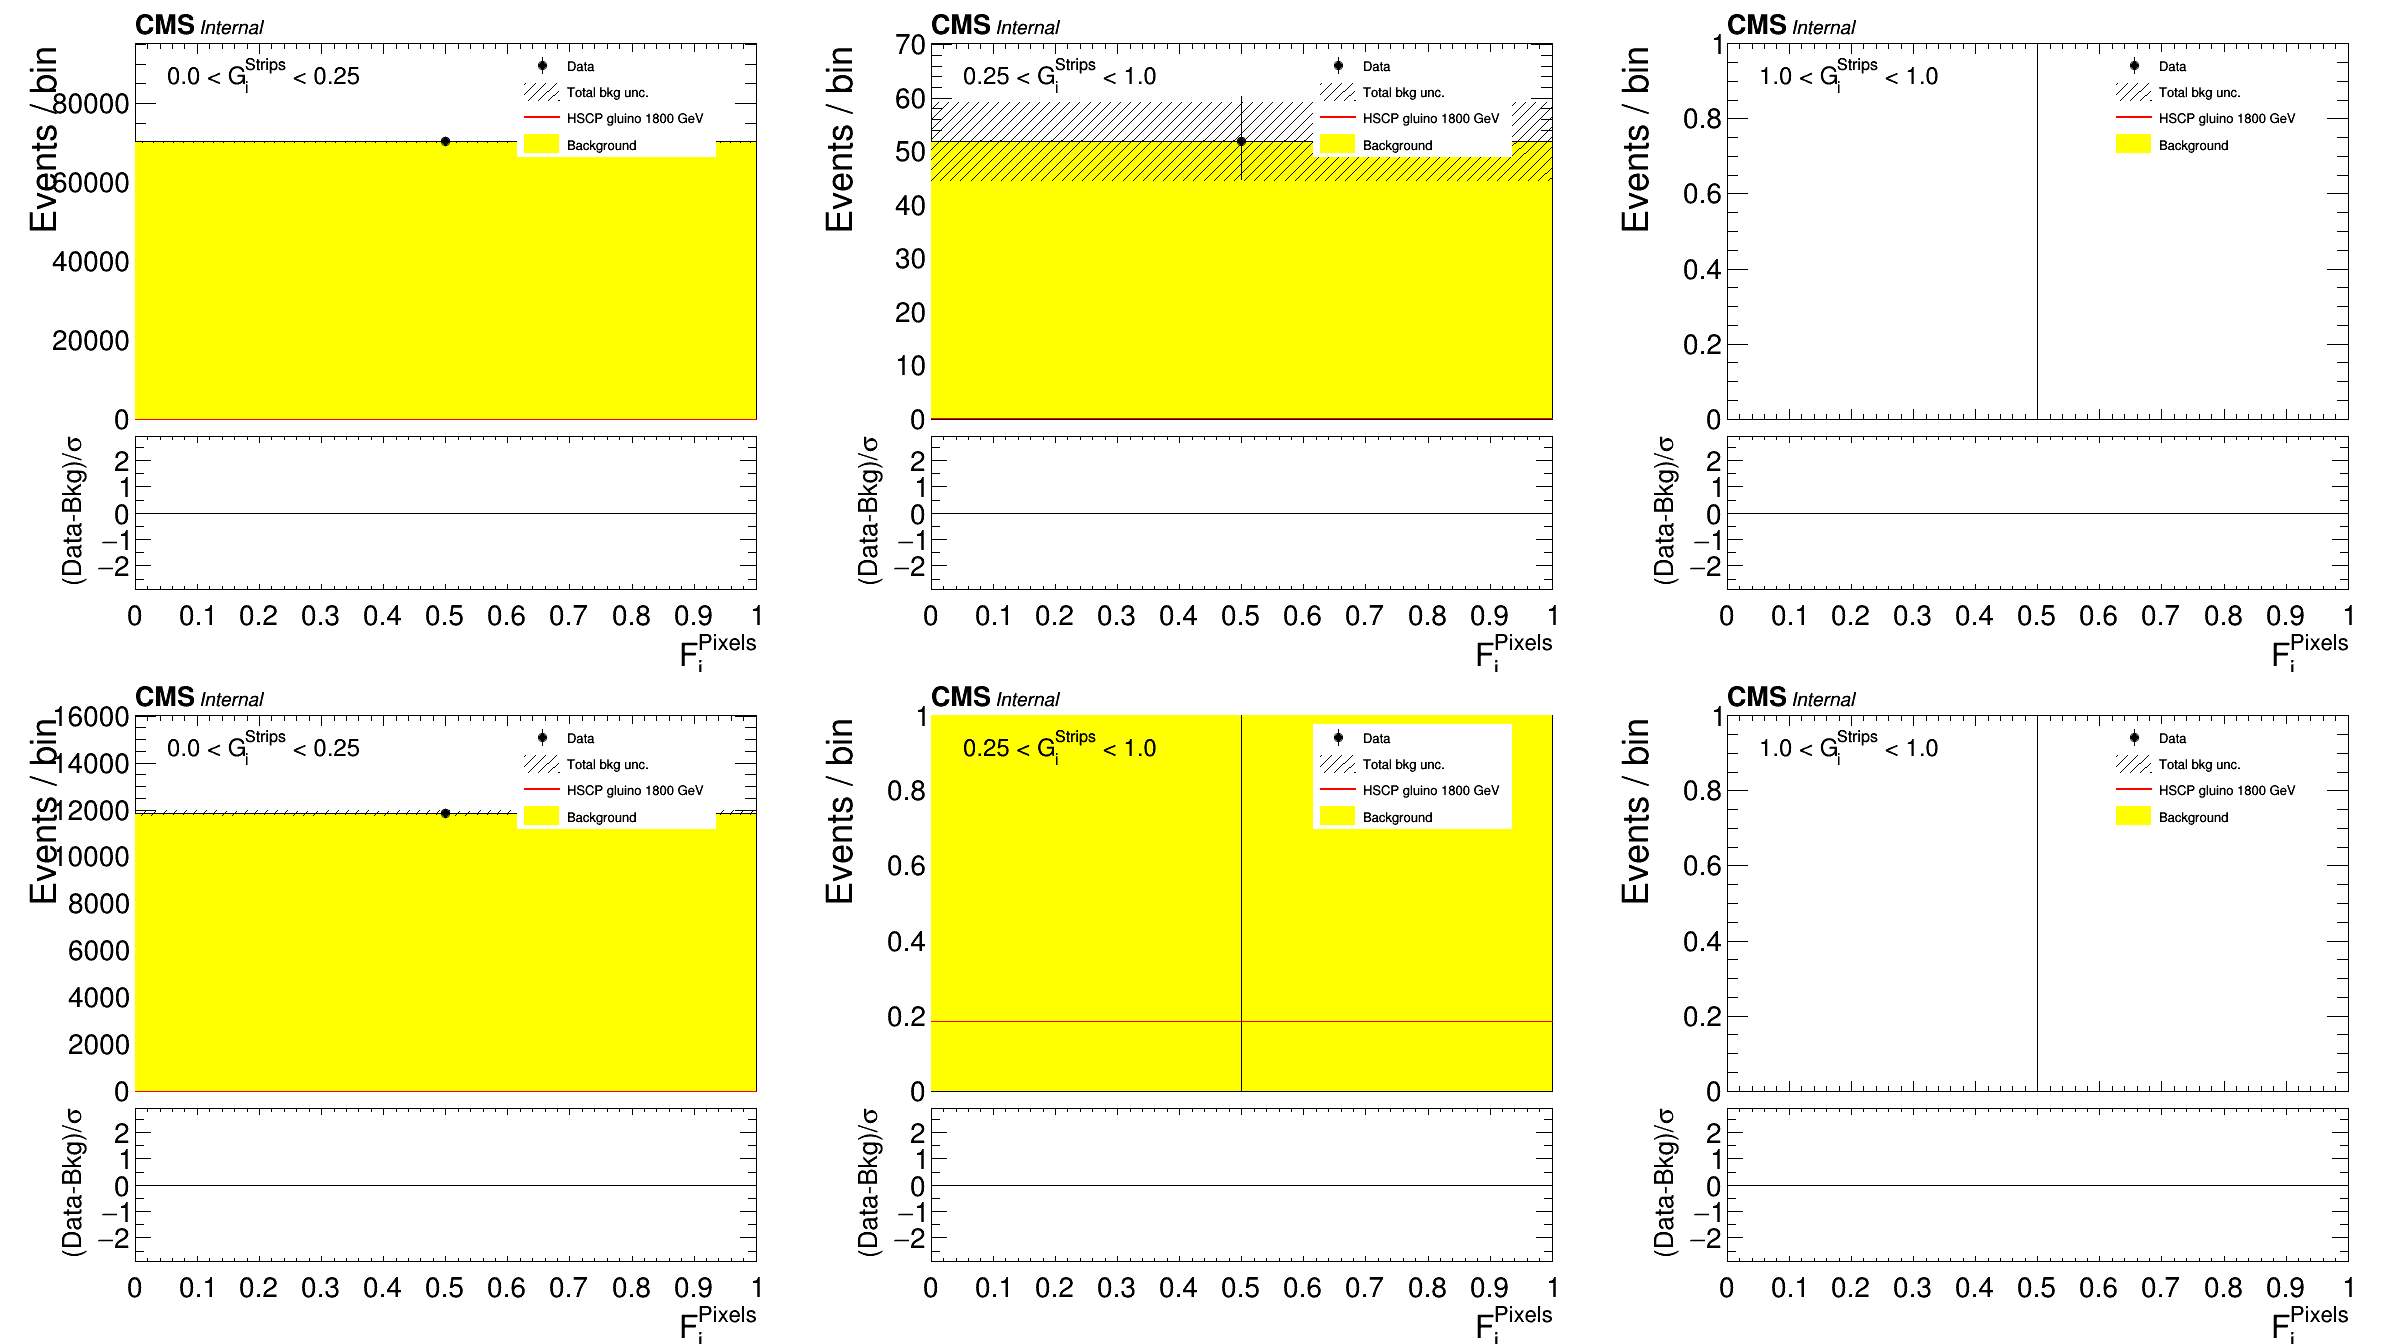 CMS Internal
Events / bin
0.0 < G_i^Strips < 0.25
Data
Total bkg unc.
HSCP gluino 1800 GeV
Background
80000
60000
40000
20000
0
(Data-Bkg)/σ
2
1
0
−1
−2
0 0.1 0.2 0.3 0.4 0.5 0.6 0.7 0.8 0.9 1
F_i^Pixels
CMS Internal
Events / bin
0.25 < G_i^Strips < 1.0
Data
Total bkg unc.
HSCP gluino 1800 GeV
Background
70
60
50
40
30
20
10
0
(Data-Bkg)/σ
2
1
0
−1
−2
0 0.1 0.2 0.3 0.4 0.5 0.6 0.7 0.8 0.9 1
F_i^Pixels
CMS Internal
Events / bin
1.0 < G_i^Strips < 1.0
Data
Total bkg unc.
HSCP gluino 1800 GeV
Background
1
0.8
0.6
0.4
0.2
0
(Data-Bkg)/σ
2
1
0
−1
−2
0 0.1 0.2 0.3 0.4 0.5 0.6 0.7 0.8 0.9 1
F_i^Pixels
CMS Internal
Events / bin
0.0 < G_i^Strips < 0.25
Data
Total bkg unc.
HSCP gluino 1800 GeV
Background
16000
14000
12000
10000
8000
6000
4000
2000
0
(Data-Bkg)/σ
2
1
0
−1
−2
0 0.1 0.2 0.3 0.4 0.5 0.6 0.7 0.8 0.9 1
F_i^Pixels
CMS Internal
Events / bin
0.25 < G_i^Strips < 1.0
Data
Total bkg unc.
HSCP gluino 1800 GeV
Background
1
0.8
0.6
0.4
0.2
0
(Data-Bkg)/σ
2
1
0
−1
−2
0 0.1 0.2 0.3 0.4 0.5 0.6 0.7 0.8 0.9 1
F_i^Pixels
CMS Internal
Events / bin
1.0 < G_i^Strips < 1.0
Data
Total bkg unc.
HSCP gluino 1800 GeV
Background
1
0.8
0.6
0.4
0.2
0
(Data-Bkg)/σ
2
1
0
−1
−2
0 0.1 0.2 0.3 0.4 0.5 0.6 0.7 0.8 0.9 1
F_i^Pixels